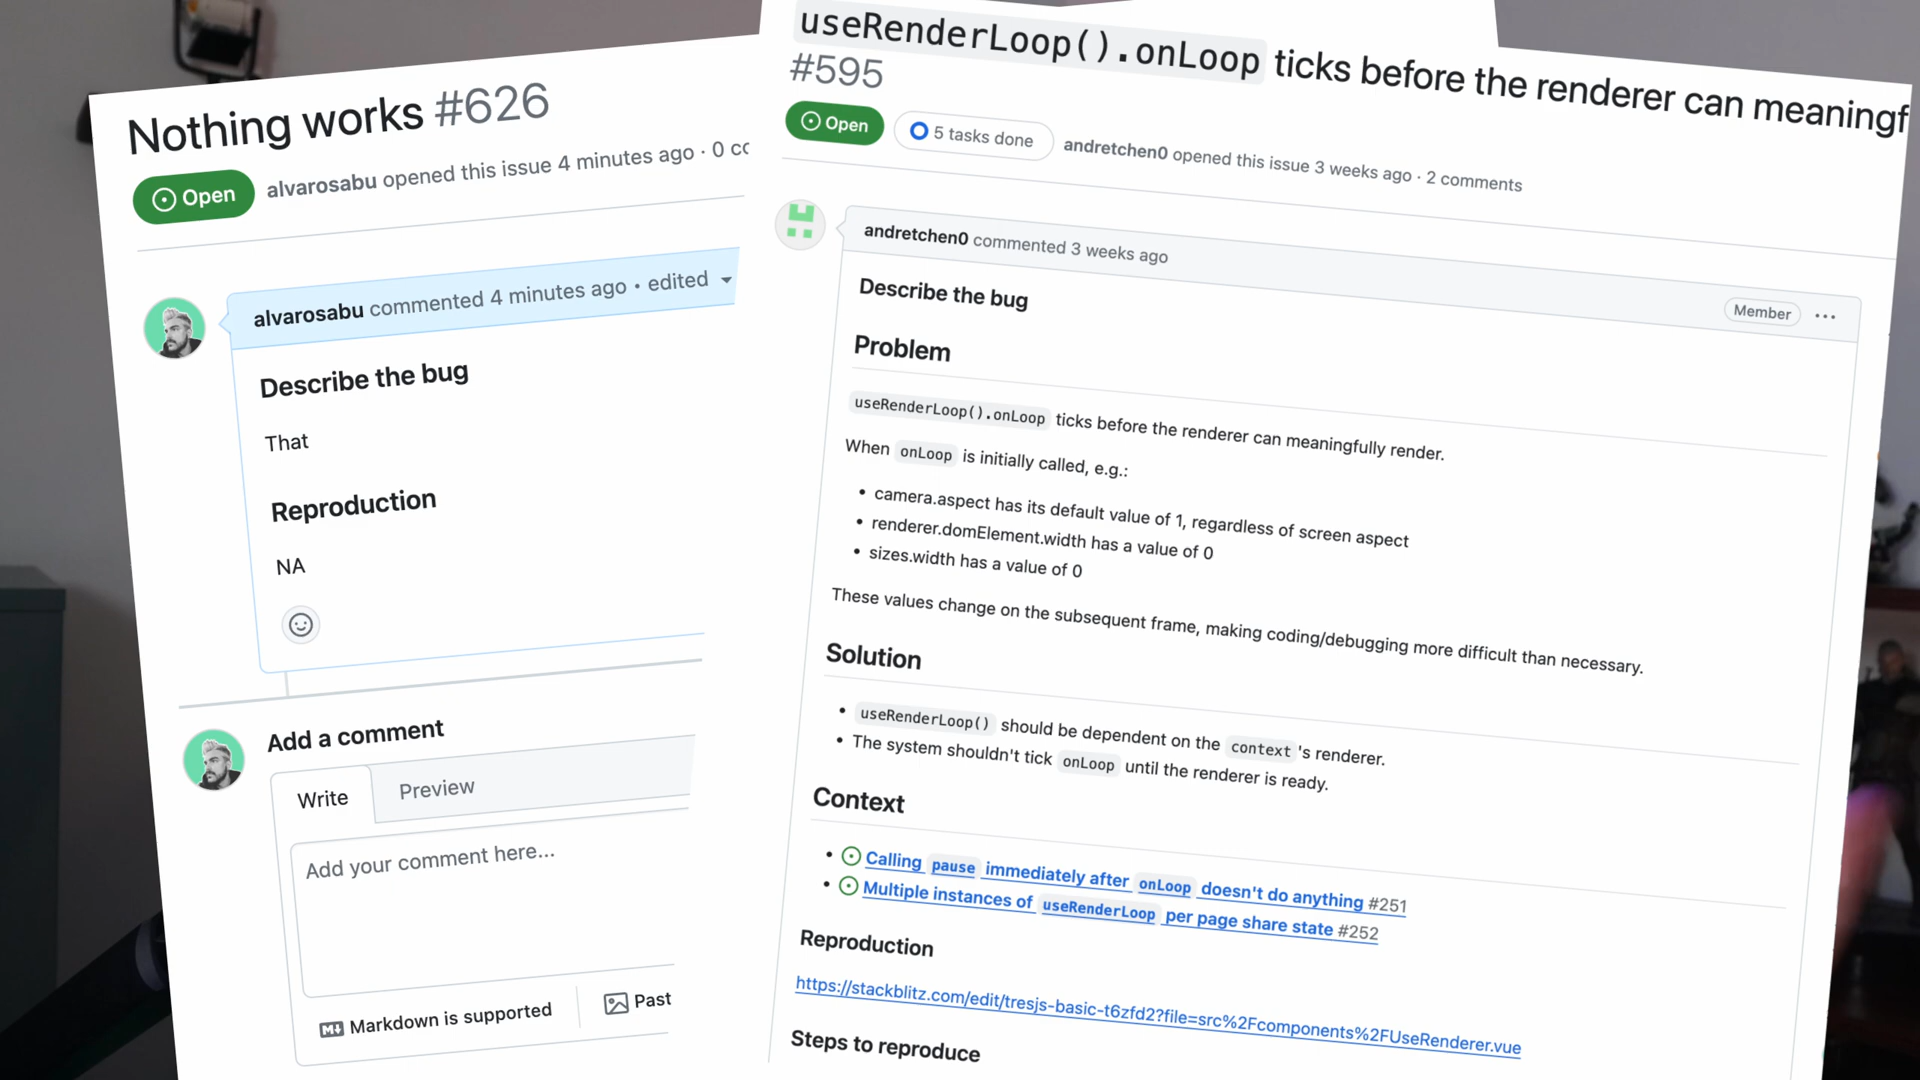 Nothing works #626
Open
alvarosabu opened this issue 4 minutes ago · 0 cc
alvarosabu commented 4 minutes ago • edited
Describe the bug
That
Reproduction
NA
Add a comment
Write
Preview
Add your comment here...
Markdown is supported
Past
useRenderLoop().onLoop ticks before the renderer can meaningf
#595
Open
5 tasks done
andretchen0 opened this issue 3 weeks ago · 2 comments
andretchen0 commented 3 weeks ago
Member
Describe the bug
Problem
useRenderLoop().onLoop ticks before the renderer can meaningfully render.
When onLoop is initially called, e.g.:
• camera.aspect has its default value of 1, regardless of screen aspect
• renderer.domElement.width has a value of 0
• sizes.width has a value of 0
These values change on the subsequent frame, making coding/debugging more difficult than necessary.
Solution
• useRenderLoop() should be dependent on the context 's renderer.
• The system shouldn't tick onLoop until the renderer is ready.
Context
• Calling pause immediately after onLoop doesn't do anything #251
• Multiple instances of useRenderLoop per page share state #252
Reproduction
https://stackblitz.com/edit/tresjs-basic-t6zfd2?file=src%2Fcomponents%2FUseRenderer.vue
Steps to reproduce